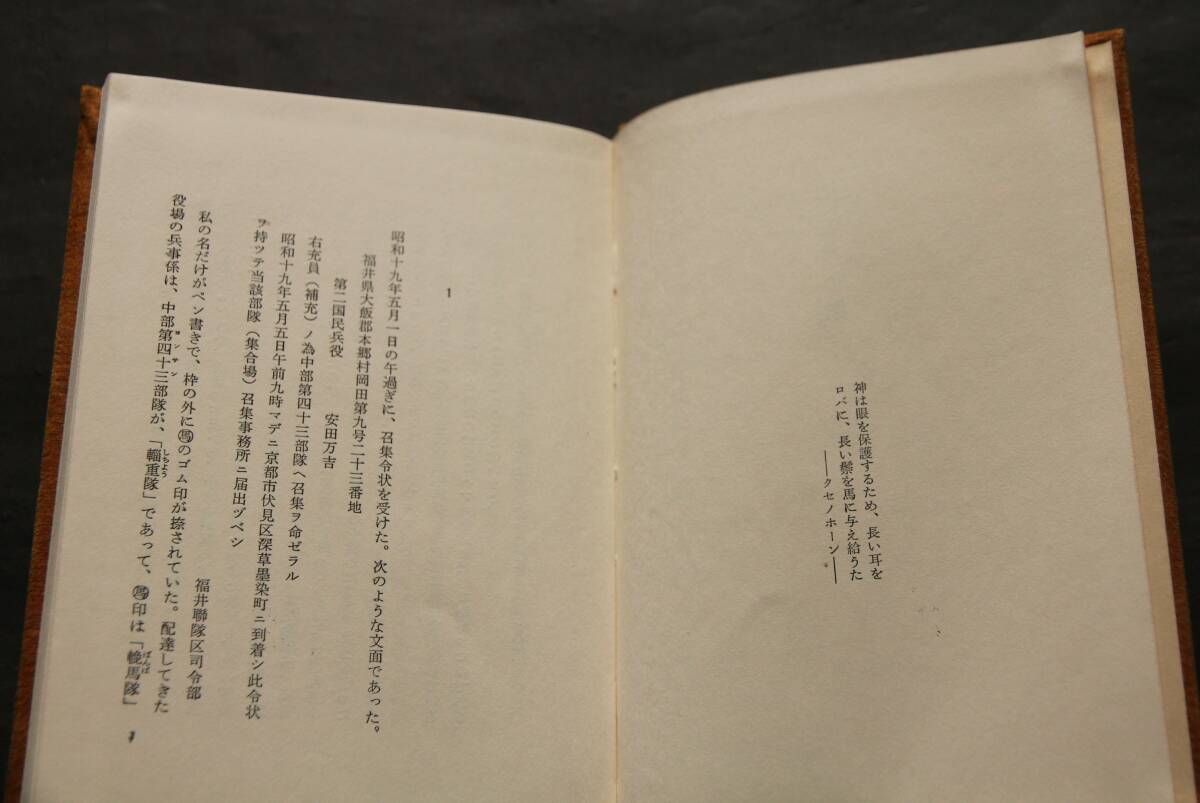 神は眼を保護するため、長い耳を
ロバに、長い鬃を馬に与え給うた
――クセノホーン――
1
昭和十九年五月一日の午過ぎに、召集令状を受けた。次のような文面であった。
福井県大飯郡本郷村岡田第九号二十三番地
第二国民兵役　安田万吉
右充員（補充）ノ為中部第四十三部隊ヘ召集ヲ命ゼラル
昭和十九年五月五日午前九時マデニ京都市伏見区深草墨染町ニ到着シ此令状
ヲ持ツテ当該部隊（集合場）召集事務所ニ届出ヅベシ
福井聯隊区司令部
私の名だけがペン書きで、枠の外に馬⃝のゴム印が捺されていた。配達してきた
役場の兵事係は、中部第四十三部隊が、「輜重隊」であって、馬⃝印は「輓馬隊」
しちょう
ばんば